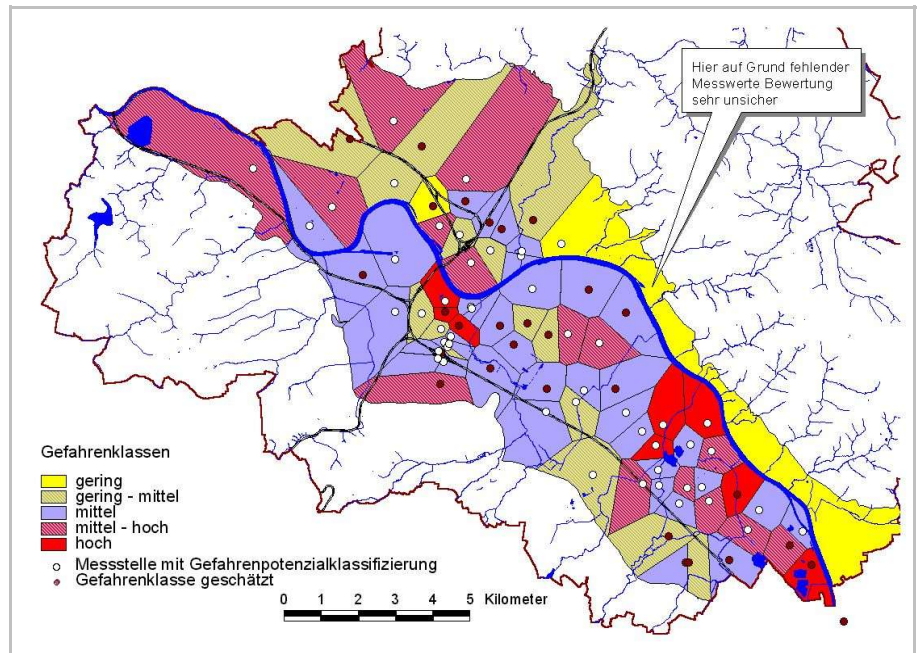 Hier auf Grund fehlender
Messwerte Bewertung
sehr unsicher
Gefahrenklassen
gering
gering - mittel
mittel
mittel - hoch
hoch
Messstelle mit Gefahrenpotenzialklassifizierung
Gefahrenklasse geschätzt
0 1 2 3 4 5 Kilometer